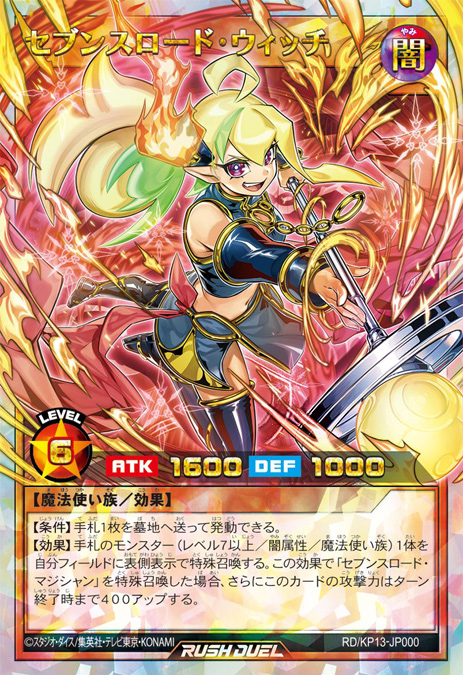 セブンスロード・ウィッチ
やみ
闇
LEVEL
6
ATK 1600 DEF 1000
【魔法使い族／効果】
【条件】手札1枚を墓地へ送って発動できる。
【効果】手札のモンスター（レベル7以上／闇属性／魔法使い族）1体を
自分フィールドに表側表示で特殊召喚する。この効果で「セブンスロード・
マジシャン」を特殊召喚した場合、さらにこのカードの攻撃力はターン
終了時まで400アップする。
©スタジオ・ダイス/集英社・テレビ東京・KONAMI
RD/KP13-JP000
RUSH DUEL